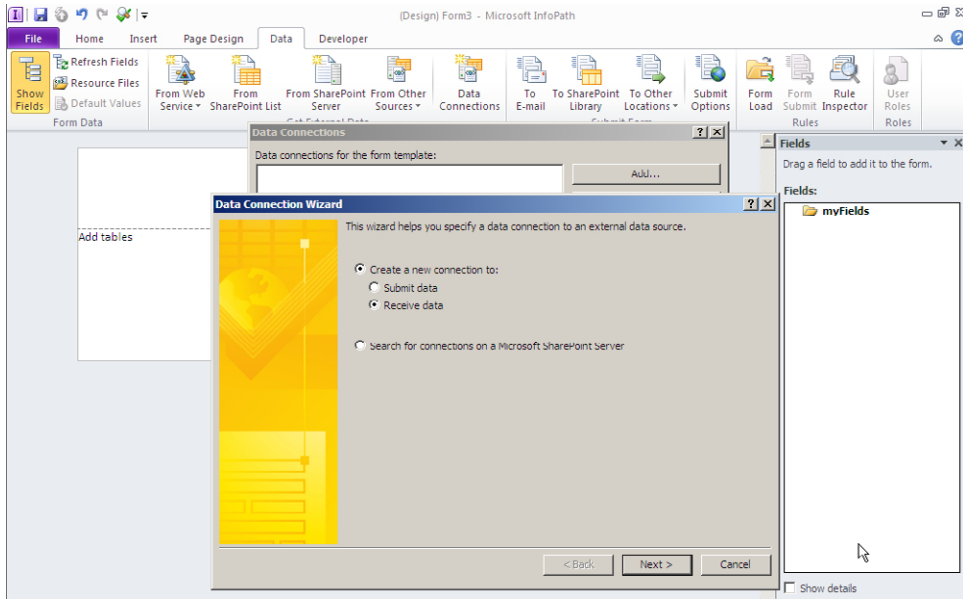 (Design) Form3 - Microsoft InfoPath
File Home Insert Page Design Data Developer
Show Fields
Refresh Fields
Resource Files
Default Values
From Web Service
From SharePoint List
From SharePoint Server
From Other Sources
Data Connections
To E-mail
To SharePoint Library
To Other Locations
Submit Options
Form Load
Form Submit
Rule Inspector
User Roles
Form Data
Get External Data
Submit Form
Rules
Roles
Data Connections
Data connections for the form template:
Add...
Data Connection Wizard
This wizard helps you specify a data connection to an external data source.
Create a new connection to:
Submit data
Receive data
Search for connections on a Microsoft SharePoint Server
< Back Next > Cancel
Add tables
Fields
Drag a field to add it to the form.
Fields:
myFields
Show details